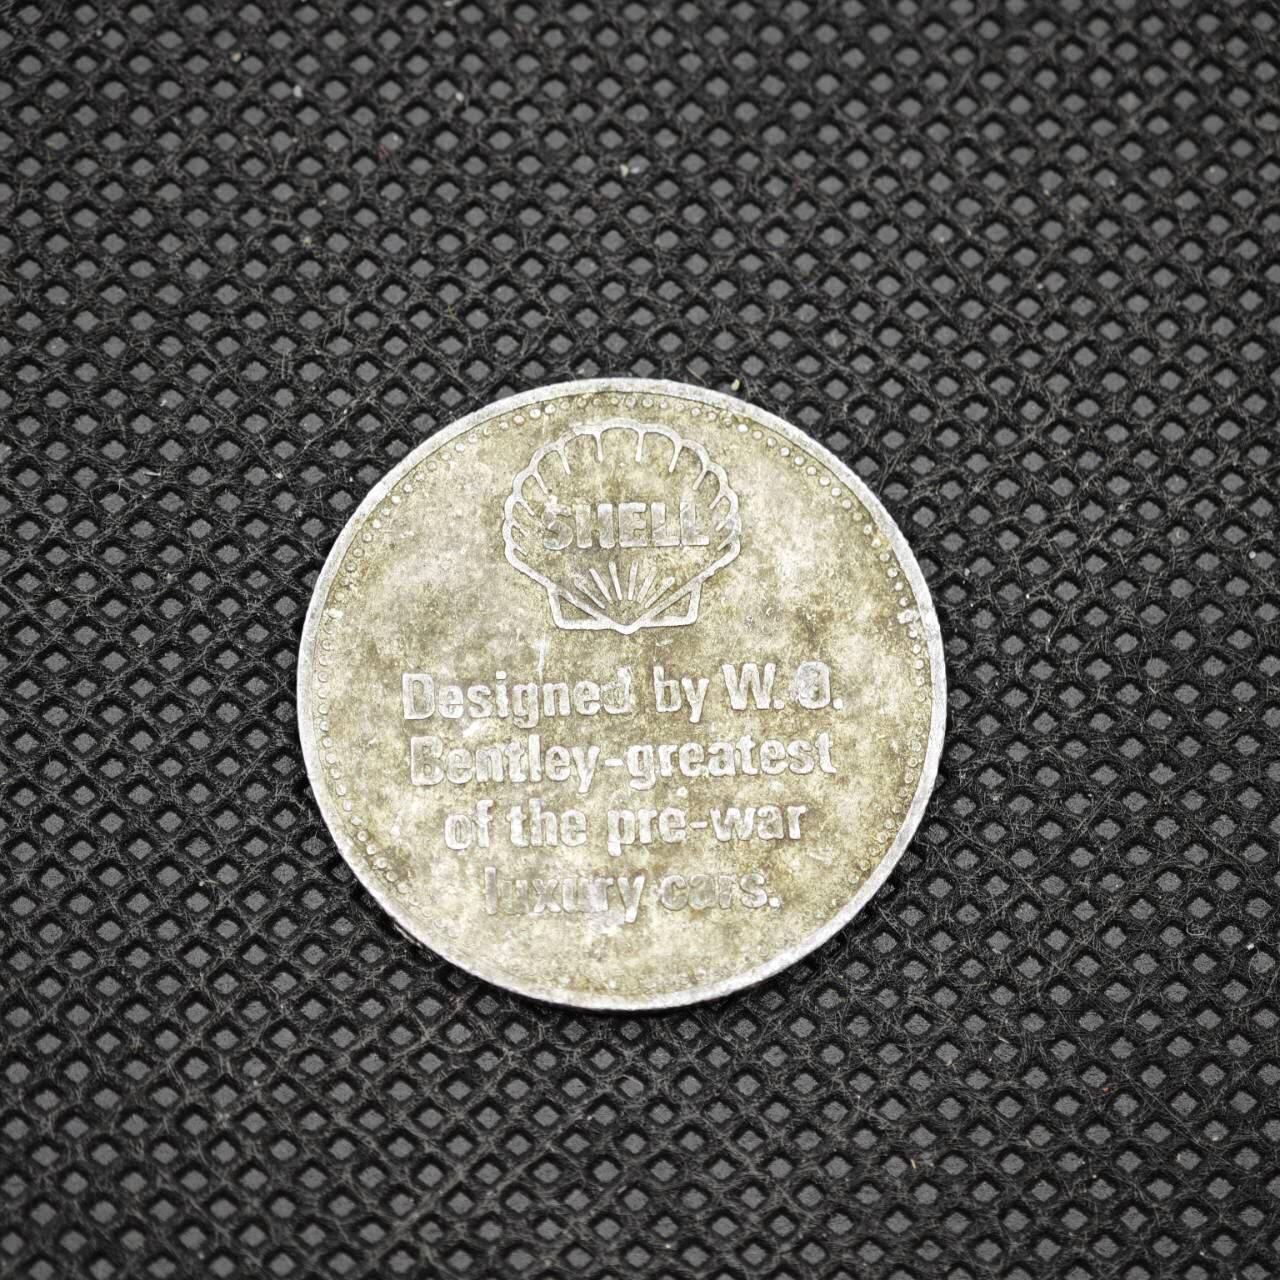 SHELL
Designed by W.O.
Bentley-greatest
of the pre-war
luxury cars.